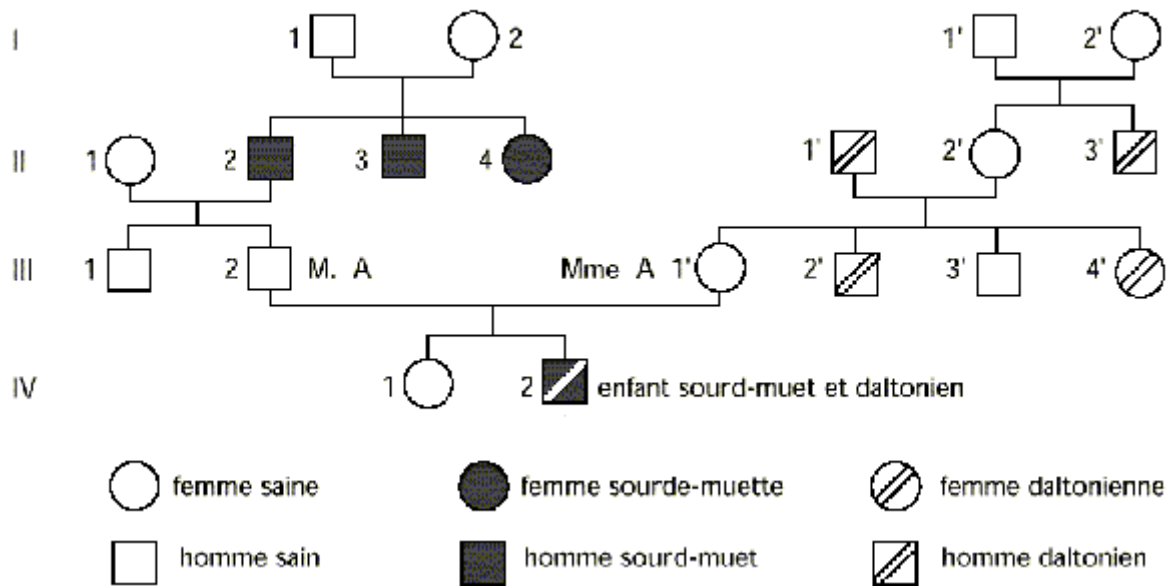 I 1 2 1' 2'
II 1 2 3 4 1' 2' 3'
III 1 2 M. A Mme A 1' 2' 3' 4'
IV 1 2 enfant sourd-muet et daltonien
femme saine femme sourde-muette femme daltonienne
homme sain homme sourd-muet homme daltonien